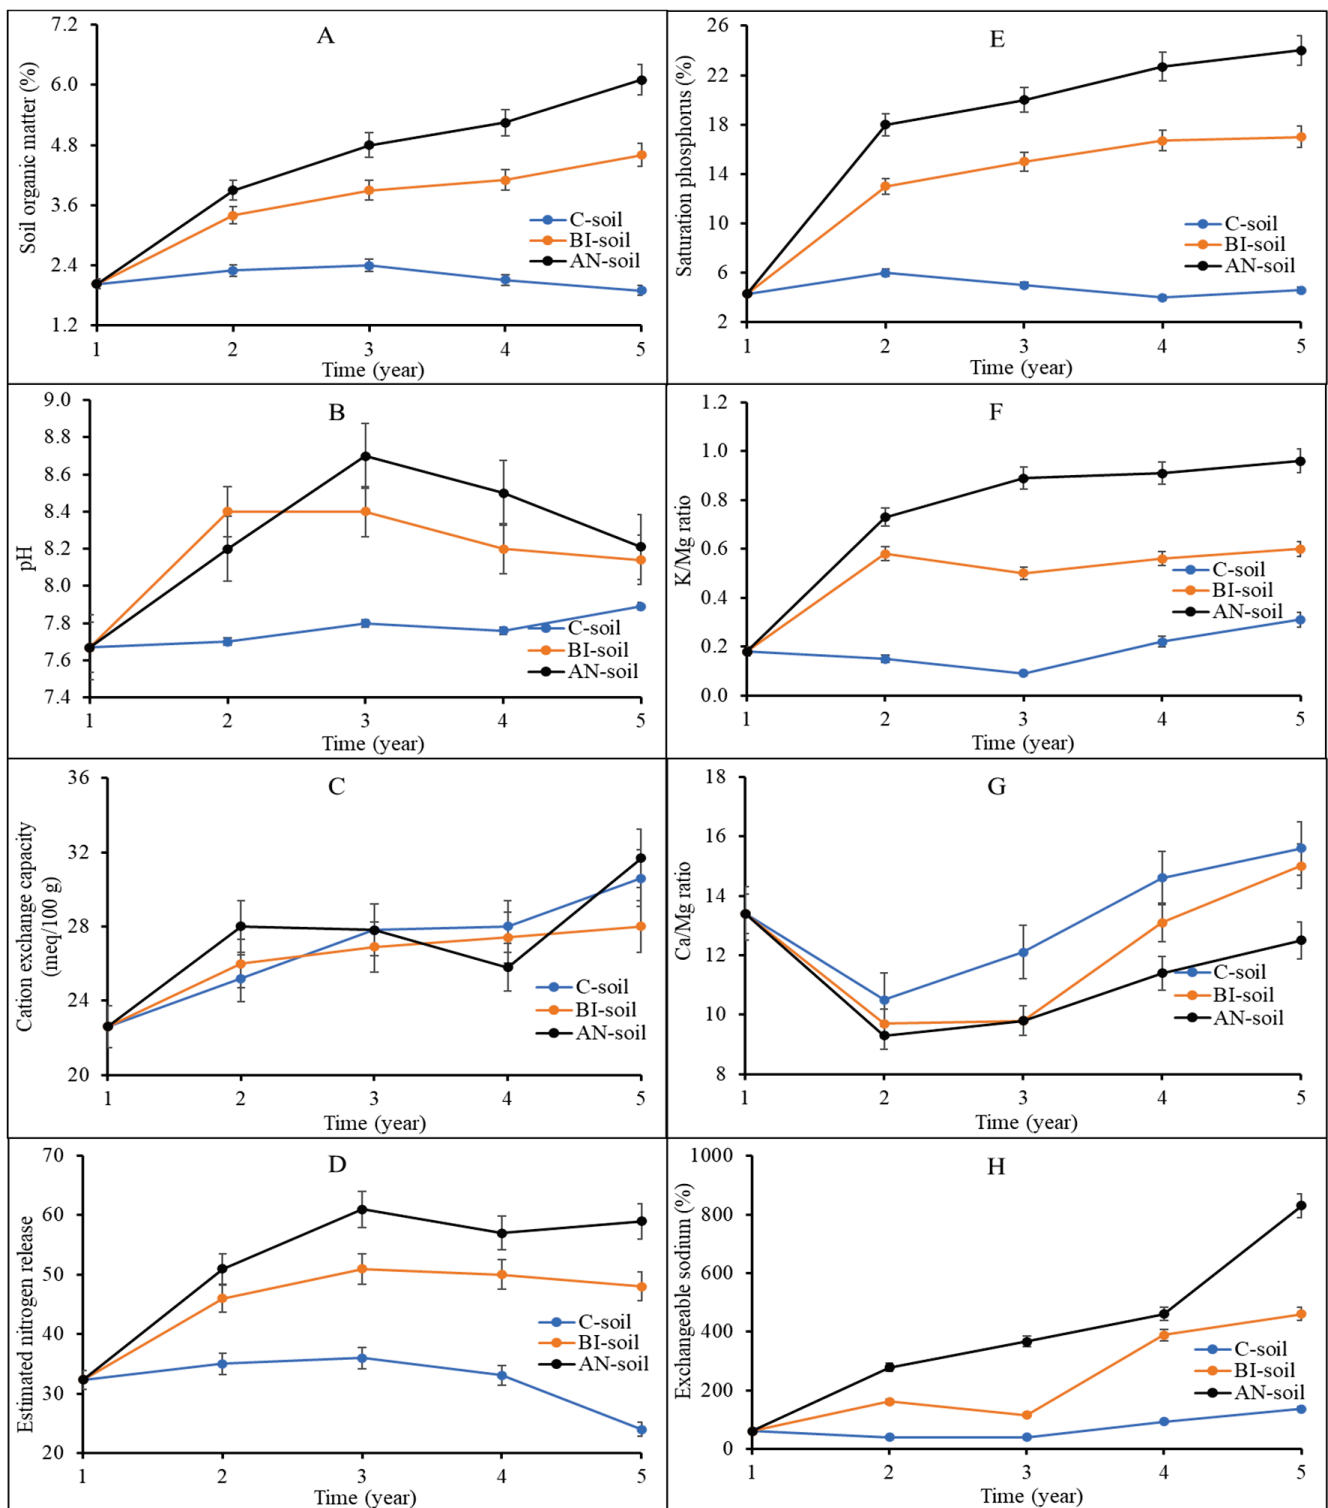 A
Soil organic matter (%)
7.2
6.0
4.8
3.6
2.4
1.2
C-soil
BI-soil
AN-soil
1 2 3 4 5
Time (year)
E
Saturation phosphorus (%)
26
22
18
14
10
6
2
C-soil
BI-soil
AN-soil
1 2 3 4 5
Time (year)
B
pH
9.0
8.8
8.6
8.4
8.2
8.0
7.8
7.6
7.4
C-soil
BI-soil
AN-soil
1 2 3 4 5
Time (year)
F
K/Mg ratio
1.2
1.0
0.8
0.6
0.4
0.2
0.0
C-soil
BI-soil
AN-soil
1 2 3 4 5
Time (year)
C
Cation exchange capacity
(meq/100 g)
36
32
28
24
20
C-soil
BI-soil
AN-soil
1 2 3 4 5
Time (year)
G
Ca/Mg ratio
18
16
14
12
10
8
C-soil
BI-soil
AN-soil
1 2 3 4 5
Time (year)
D
Estimated nitrogen release
70
60
50
40
30
20
C-soil
BI-soil
AN-soil
1 2 3 4 5
Time (year)
H
Exchangeable sodium (%)
1000
800
600
400
200
0
C-soil
BI-soil
AN-soil
1 2 3 4 5
Time (year)